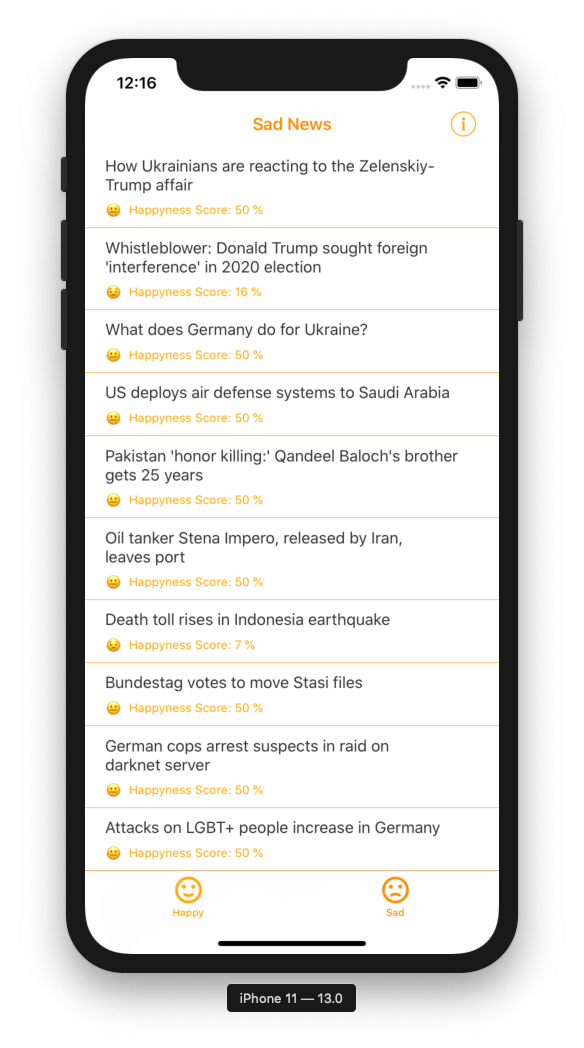 12:16
Sad News
How Ukrainians are reacting to the Zelenskiy-
Trump affair
Happyness Score: 50 %
Whistleblower: Donald Trump sought foreign
'interference' in 2020 election
Happyness Score: 16 %
What does Germany do for Ukraine?
Happyness Score: 50 %
US deploys air defense systems to Saudi Arabia
Happyness Score: 50 %
Pakistan 'honor killing:' Qandeel Baloch's brother
gets 25 years
Happyness Score: 50 %
Oil tanker Stena Impero, released by Iran,
leaves port
Happyness Score: 50 %
Death toll rises in Indonesia earthquake
Happyness Score: 7 %
Bundestag votes to move Stasi files
Happyness Score: 50 %
German cops arrest suspects in raid on
darknet server
Happyness Score: 50 %
Attacks on LGBT+ people increase in Germany
Happyness Score: 50 %
Happy
Sad
iPhone 11 — 13.0